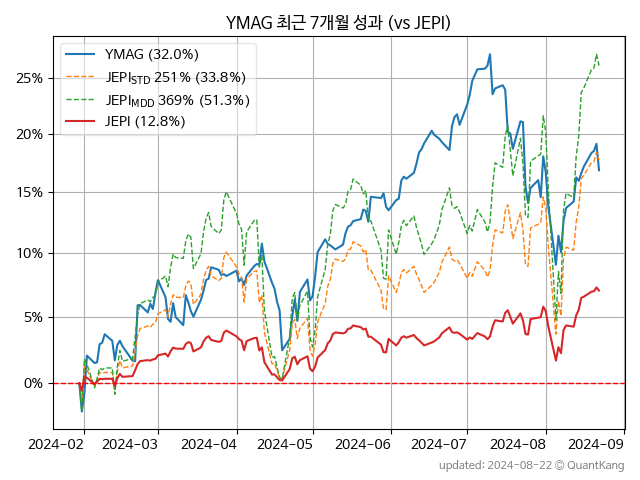 YMAG 최근 7개월 성과 (vs JEPI)
YMAG (32.0%)
JEPI_STD 251% (33.8%)
JEPI_MDD 369% (51.3%)
JEPI (12.8%)
25%
20%
15%
10%
5%
0%
2024-02 2024-03 2024-04 2024-05 2024-06 2024-07 2024-08 2024-09
updated: 2024-08-22 © QuantKang